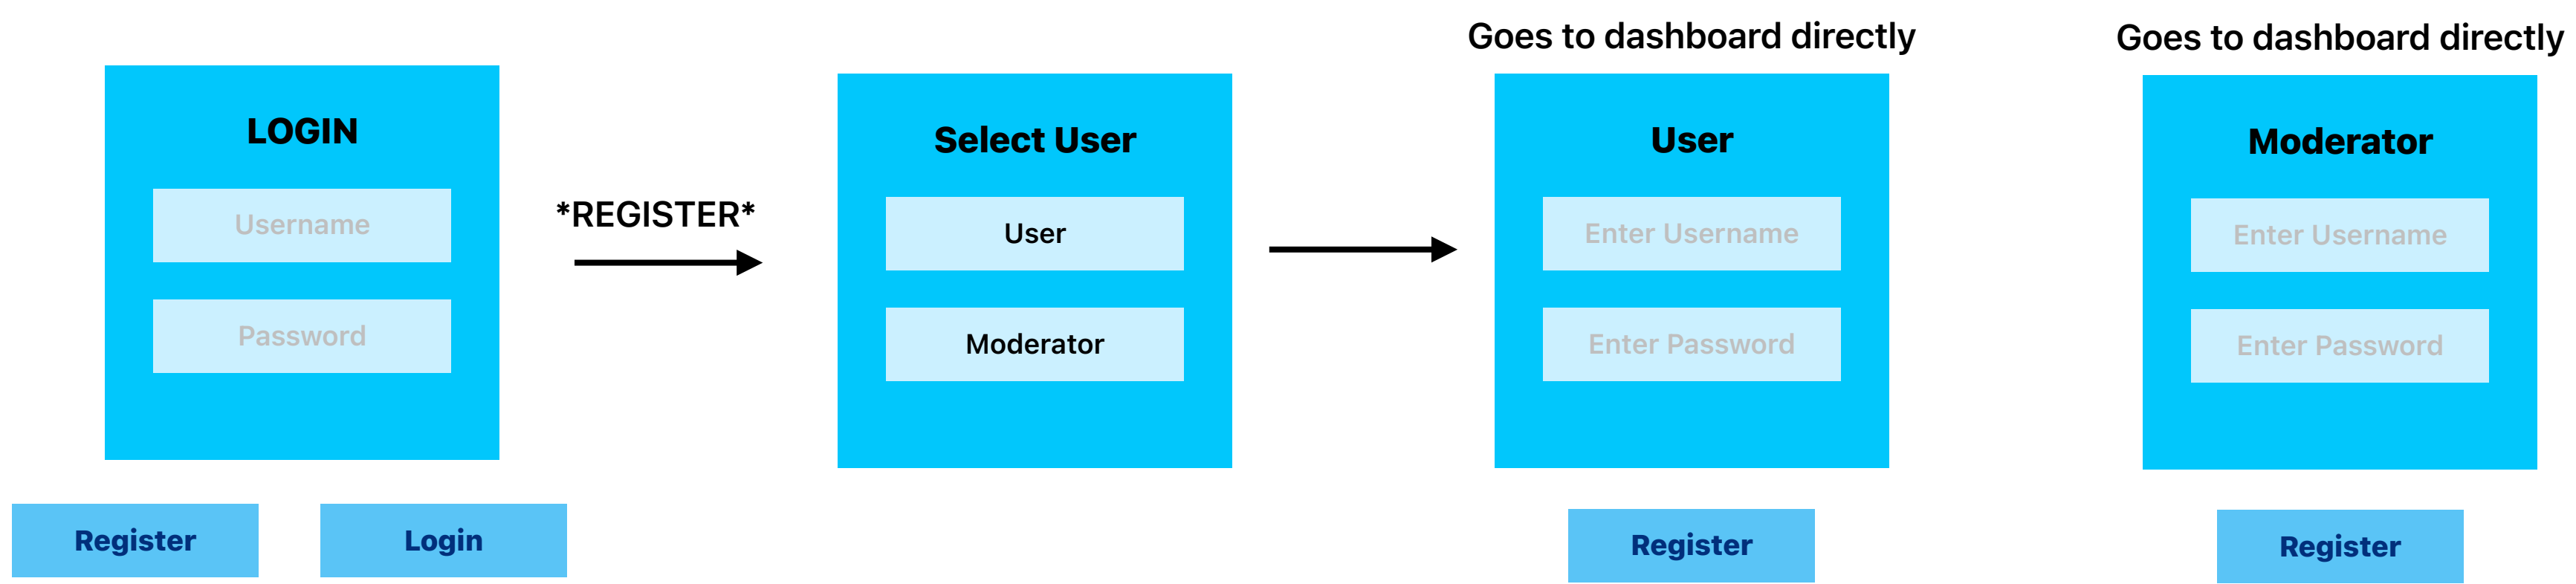 LOGIN
Username
Password
Register
Login
*REGISTER*
Select User
User
Moderator
Goes to dashboard directly
User
Enter Username
Enter Password
Register
Goes to dashboard directly
Moderator
Enter Username
Enter Password
Register